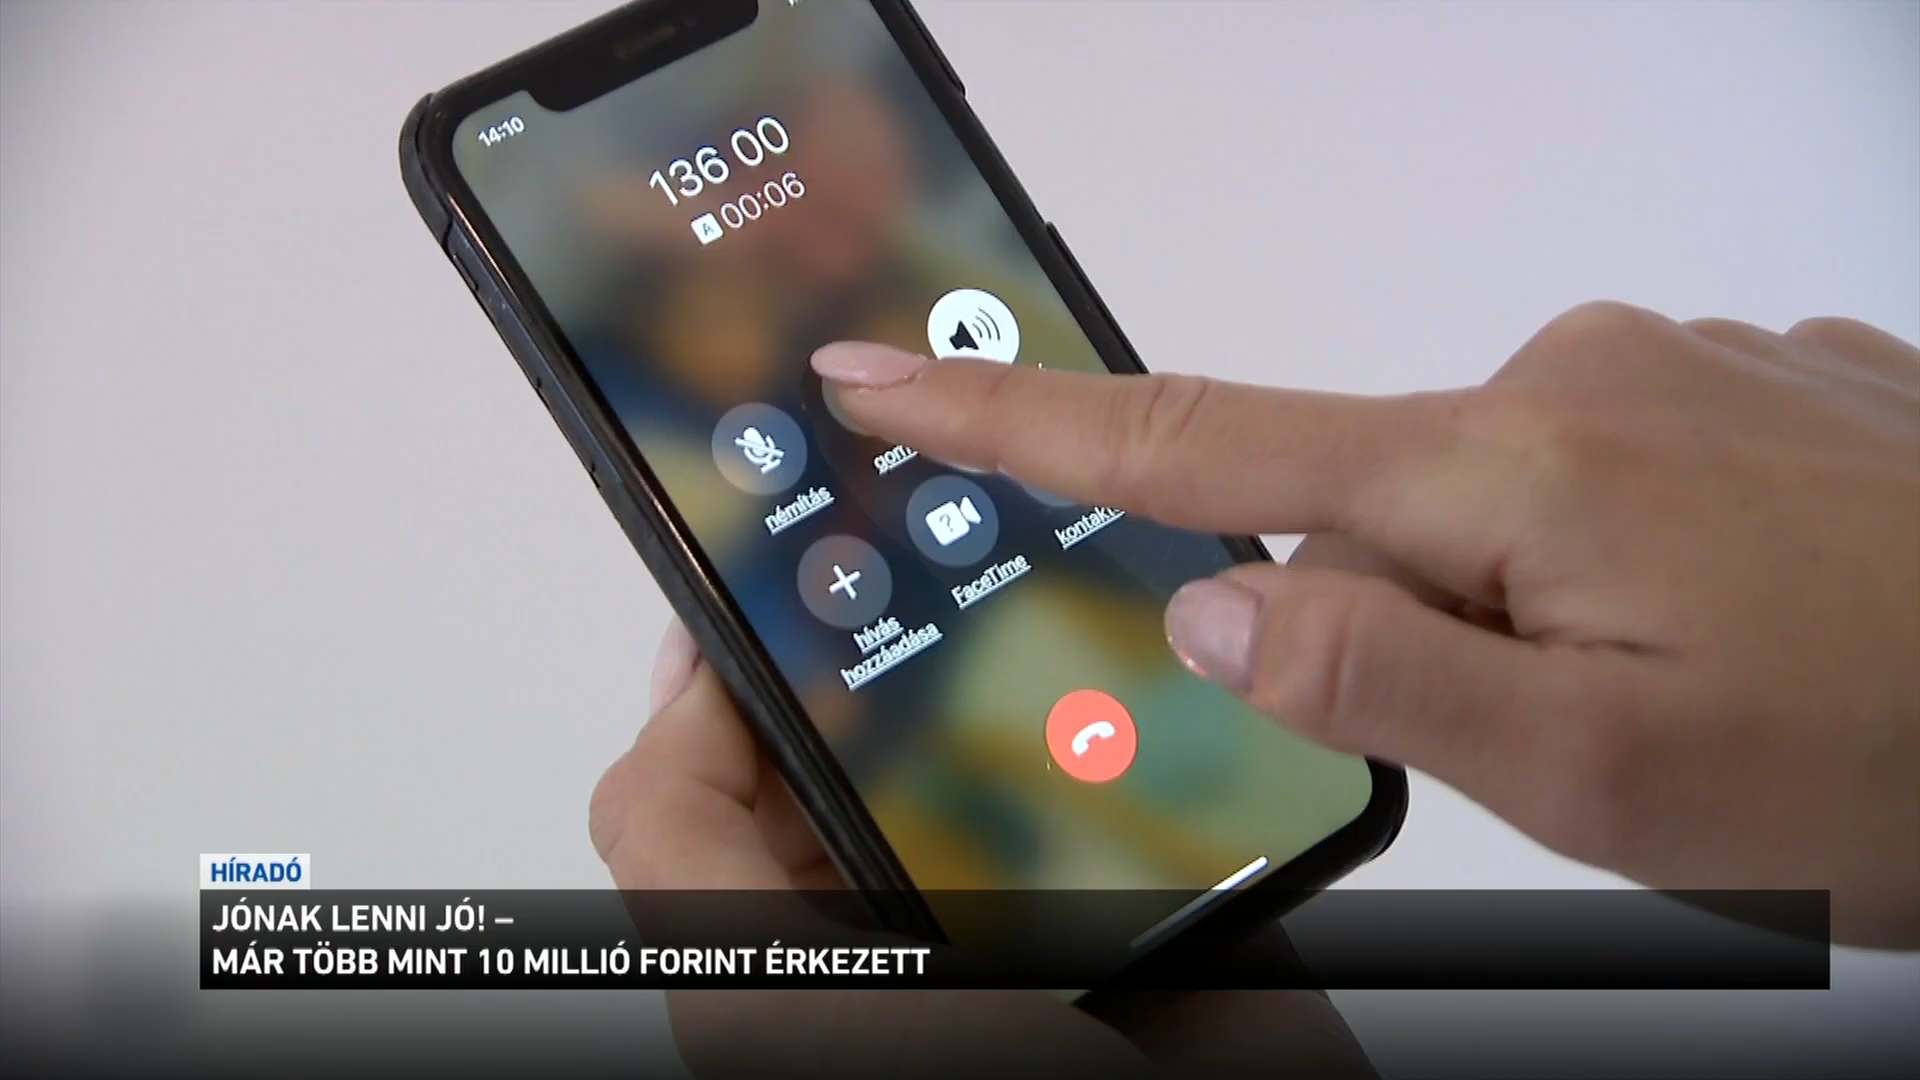 14:10
136 00
A 00:06
némítás
FaceTime
hívás
hozzáadása
HÍRADÓ
JÓNAK LENNI JÓ! –
MÁR TÖBB MINT 10 MILLIÓ FORINT ÉRKEZETT